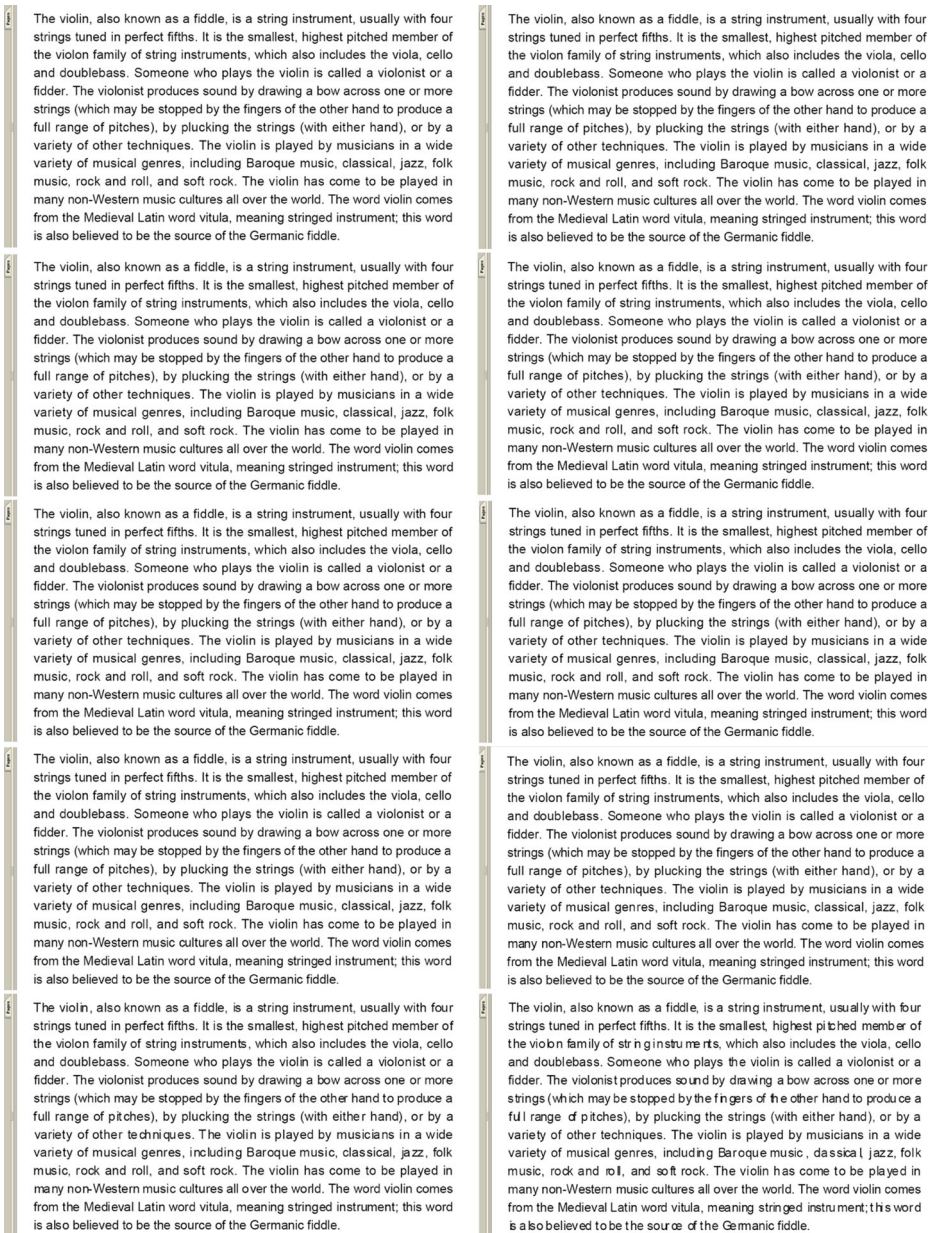 Pages
The violin, also known as a fiddle, is a string instrument, usually with four
strings tuned in perfect fifths. It is the smallest, highest pitched member of
the violon family of string instruments, which also includes the viola, cello
and doublebass. Someone who plays the violin is called a violonist or a
fidder. The violonist produces sound by drawing a bow across one or more
strings (which may be stopped by the fingers of the other hand to produce a
full range of pitches), by plucking the strings (with either hand), or by a
variety of other techniques. The violin is played by musicians in a wide
variety of musical genres, including Baroque music, classical, jazz, folk
music, rock and roll, and soft rock. The violin has come to be played in
many non-Western music cultures all over the world. The word violin comes
from the Medieval Latin word vitula, meaning stringed instrument; this word
is also believed to be the source of the Germanic fiddle.
Pages
The violin, also known as a fiddle, is a string instrument, usually with four
strings tuned in perfect fifths. It is the smallest, highest pitched member of
the violon family of string instruments, which also includes the viola, cello
and doublebass. Someone who plays the violin is called a violonist or a
fidder. The violonist produces sound by drawing a bow across one or more
strings (which may be stopped by the fingers of the other hand to produce a
full range of pitches), by plucking the strings (with either hand), or by a
variety of other techniques. The violin is played by musicians in a wide
variety of musical genres, including Baroque music, classical, jazz, folk
music, rock and roll, and soft rock. The violin has come to be played in
many non-Western music cultures all over the world. The word violin comes
from the Medieval Latin word vitula, meaning stringed instrument; this word
is also believed to be the source of the Germanic fiddle.
Pages
The violin, also known as a fiddle, is a string instrument, usually with four
strings tuned in perfect fifths. It is the smallest, highest pitched member of
the violon family of string instruments, which also includes the viola, cello
and doublebass. Someone who plays the violin is called a violonist or a
fidder. The violonist produces sound by drawing a bow across one or more
strings (which may be stopped by the fingers of the other hand to produce a
full range of pitches), by plucking the strings (with either hand), or by a
variety of other techniques. The violin is played by musicians in a wide
variety of musical genres, including Baroque music, classical, jazz, folk
music, rock and roll, and soft rock. The violin has come to be played in
many non-Western music cultures all over the world. The word violin comes
from the Medieval Latin word vitula, meaning stringed instrument; this word
is also believed to be the source of the Germanic fiddle.
Pages
The violin, also known as a fiddle, is a string instrument, usually with four
strings tuned in perfect fifths. It is the smallest, highest pitched member of
the violon family of string instruments, which also includes the viola, cello
and doublebass. Someone who plays the violin is called a violonist or a
fidder. The violonist produces sound by drawing a bow across one or more
strings (which may be stopped by the fingers of the other hand to produce a
full range of pitches), by plucking the strings (with either hand), or by a
variety of other techniques. The violin is played by musicians in a wide
variety of musical genres, including Baroque music, classical, jazz, folk
music, rock and roll, and soft rock. The violin has come to be played in
many non-Western music cultures all over the world. The word violin comes
from the Medieval Latin word vitula, meaning stringed instrument; this word
is also believed to be the source of the Germanic fiddle.
Pages
The violin, also known as a fiddle, is a string instrument, usually with four
strings tuned in perfect fifths. It is the smallest, highest pitched member of
the violon family of string instruments, which also includes the viola, cello
and doublebass. Someone who plays the violin is called a violonist or a
fidder. The violonist produces sound by drawing a bow across one or more
strings (which may be stopped by the fingers of the other hand to produce a
full range of pitches), by plucking the strings (with either hand), or by a
variety of other techniques. The violin is played by musicians in a wide
variety of musical genres, including Baroque music, classical, jazz, folk
music, rock and roll, and soft rock. The violin has come to be played in
many non-Western music cultures all over the world. The word violin comes
from the Medieval Latin word vitula, meaning stringed instrument; this word
is also believed to be the source of the Germanic fiddle.
Pages
The violin, also known as a fiddle, is a string instrument, usually with four
strings tuned in perfect fifths. It is the smallest, highest pitched member of
the violon family of string instruments, which also includes the viola, cello
and doublebass. Someone who plays the violin is called a violonist or a
fidder. The violonist produces sound by drawing a bow across one or more
strings (which may be stopped by the fingers of the other hand to produce a
full range of pitches), by plucking the strings (with either hand), or by a
variety of other techniques. The violin is played by musicians in a wide
variety of musical genres, including Baroque music, classical, jazz, folk
music, rock and roll, and soft rock. The violin has come to be played in
many non-Western music cultures all over the world. The word violin comes
from the Medieval Latin word vitula, meaning stringed instrument; this word
is also believed to be the source of the Germanic fiddle.
Pages
The violin, also known as a fiddle, is a string instrument, usually with four
strings tuned in perfect fifths. It is the smallest, highest pitched member of
the violon family of string instruments, which also includes the viola, cello
and doublebass. Someone who plays the violin is called a violonist or a
fidder. The violonist produces sound by drawing a bow across one or more
strings (which may be stopped by the fingers of the other hand to produce a
full range of pitches), by plucking the strings (with either hand), or by a
variety of other techniques. The violin is played by musicians in a wide
variety of musical genres, including Baroque music, classical, jazz, folk
music, rock and roll, and soft rock. The violin has come to be played in
many non-Western music cultures all over the world. The word violin comes
from the Medieval Latin word vitula, meaning stringed instrument; this word
is also believed to be the source of the Germanic fiddle.
Pages
The violin, also known as a fiddle, is a string instrument, usually with four
strings tuned in perfect fifths. It is the smallest, highest pitched member of
the violon family of string instruments, which also includes the viola, cello
and doublebass. Someone who plays the violin is called a violonist or a
fidder. The violonist produces sound by drawing a bow across one or more
strings (which may be stopped by the fingers of the other hand to produce a
full range of pitches), by plucking the strings (with either hand), or by a
variety of other techniques. The violin is played by musicians in a wide
variety of musical genres, including Baroque music, classical, jazz, folk
music, rock and roll, and soft rock. The violin has come to be played in
many non-Western music cultures all over the world. The word violin comes
from the Medieval Latin word vitula, meaning stringed instrument; this word
is also believed to be the source of the Germanic fiddle.
Pages
The violin, also known as a fiddle, is a string instrument, usually with four
strings tuned in perfect fifths. It is the smallest, highest pitched member of
the violon family of string instruments, which also includes the viola, cello
and doublebass. Someone who plays the violin is called a violonist or a
fidder. The violonist produces sound by drawing a bow across one or more
strings (which may be stopped by the fingers of the other hand to produce a
full range of pitches), by plucking the strings (with either hand), or by a
variety of other techniques. The violin is played by musicians in a wide
variety of musical genres, including Baroque music, classical, jazz, folk
music, rock and roll, and soft rock. The violin has come to be played in
many non-Western music cultures all over the world. The word violin comes
from the Medieval Latin word vitula, meaning stringed instrument; this word
is also believed to be the source of the Germanic fiddle.
Pages
The violin, also known as a fiddle, is a string instrument, usually with four
strings tuned in perfect fifths. It is the smallest, highest pitched member of
the violon family of string instruments, which also includes the viola, cello
and doublebass. Someone who plays the violin is called a violonist or a
fidder. The violonist produces sound by drawing a bow across one or more
strings (which may be stopped by the fingers of the other hand to produce a
full range of pitches), by plucking the strings (with either hand), or by a
variety of other techniques. The violin is played by musicians in a wide
variety of musical genres, including Baroque music, classical, jazz, folk
music, rock and roll, and soft rock. The violin has come to be played in
many non-Western music cultures all over the world. The word violin comes
from the Medieval Latin word vitula, meaning stringed instrument; this word
is also believed to be the source of the Germanic fiddle.